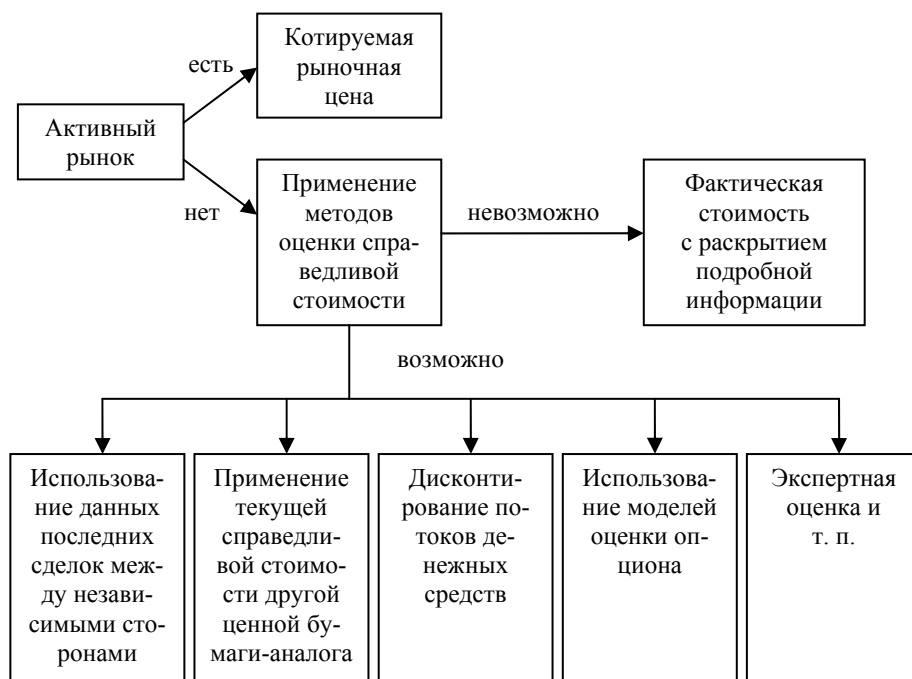 Котируемая
рыночная
цена
есть
Активный
рынок
нет
Применение
методов
оценки спра-
ведливой
стоимости
невозможно
Фактическая
стоимость
с раскрытием
подробной
информации
возможно
Использова-
ние данных
последних
сделок меж-
ду незави-
симыми сто-
ронами
Применение
текущей
справедли-
вой стоимо-
сти другой
ценной бу-
маги-аналога
Дисконти-
рование по-
токов де-
нежных
средств
Использова-
ние моделей
оценки оп-
циона
Экспертная
оценка и
т. п.